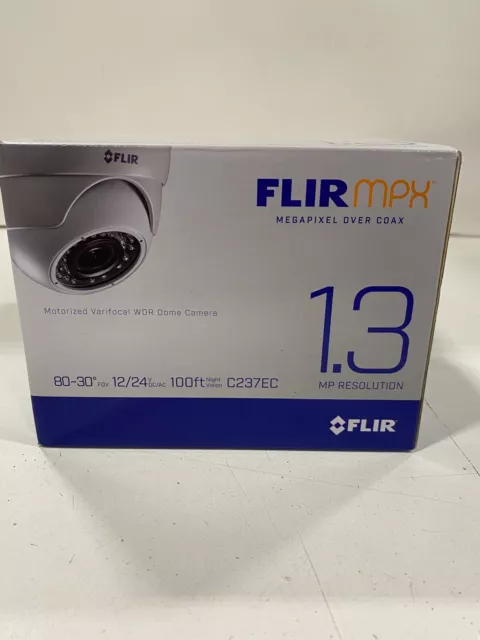 FLIR
FLIR MPX™
MEGAPIXEL OVER COAX
Motorized Varifocal WDR Dome Camera
1.3
MP RESOLUTION
80-30° FOV 12/24 V DC/AC 100ft Night Vision C237EC
FLIR